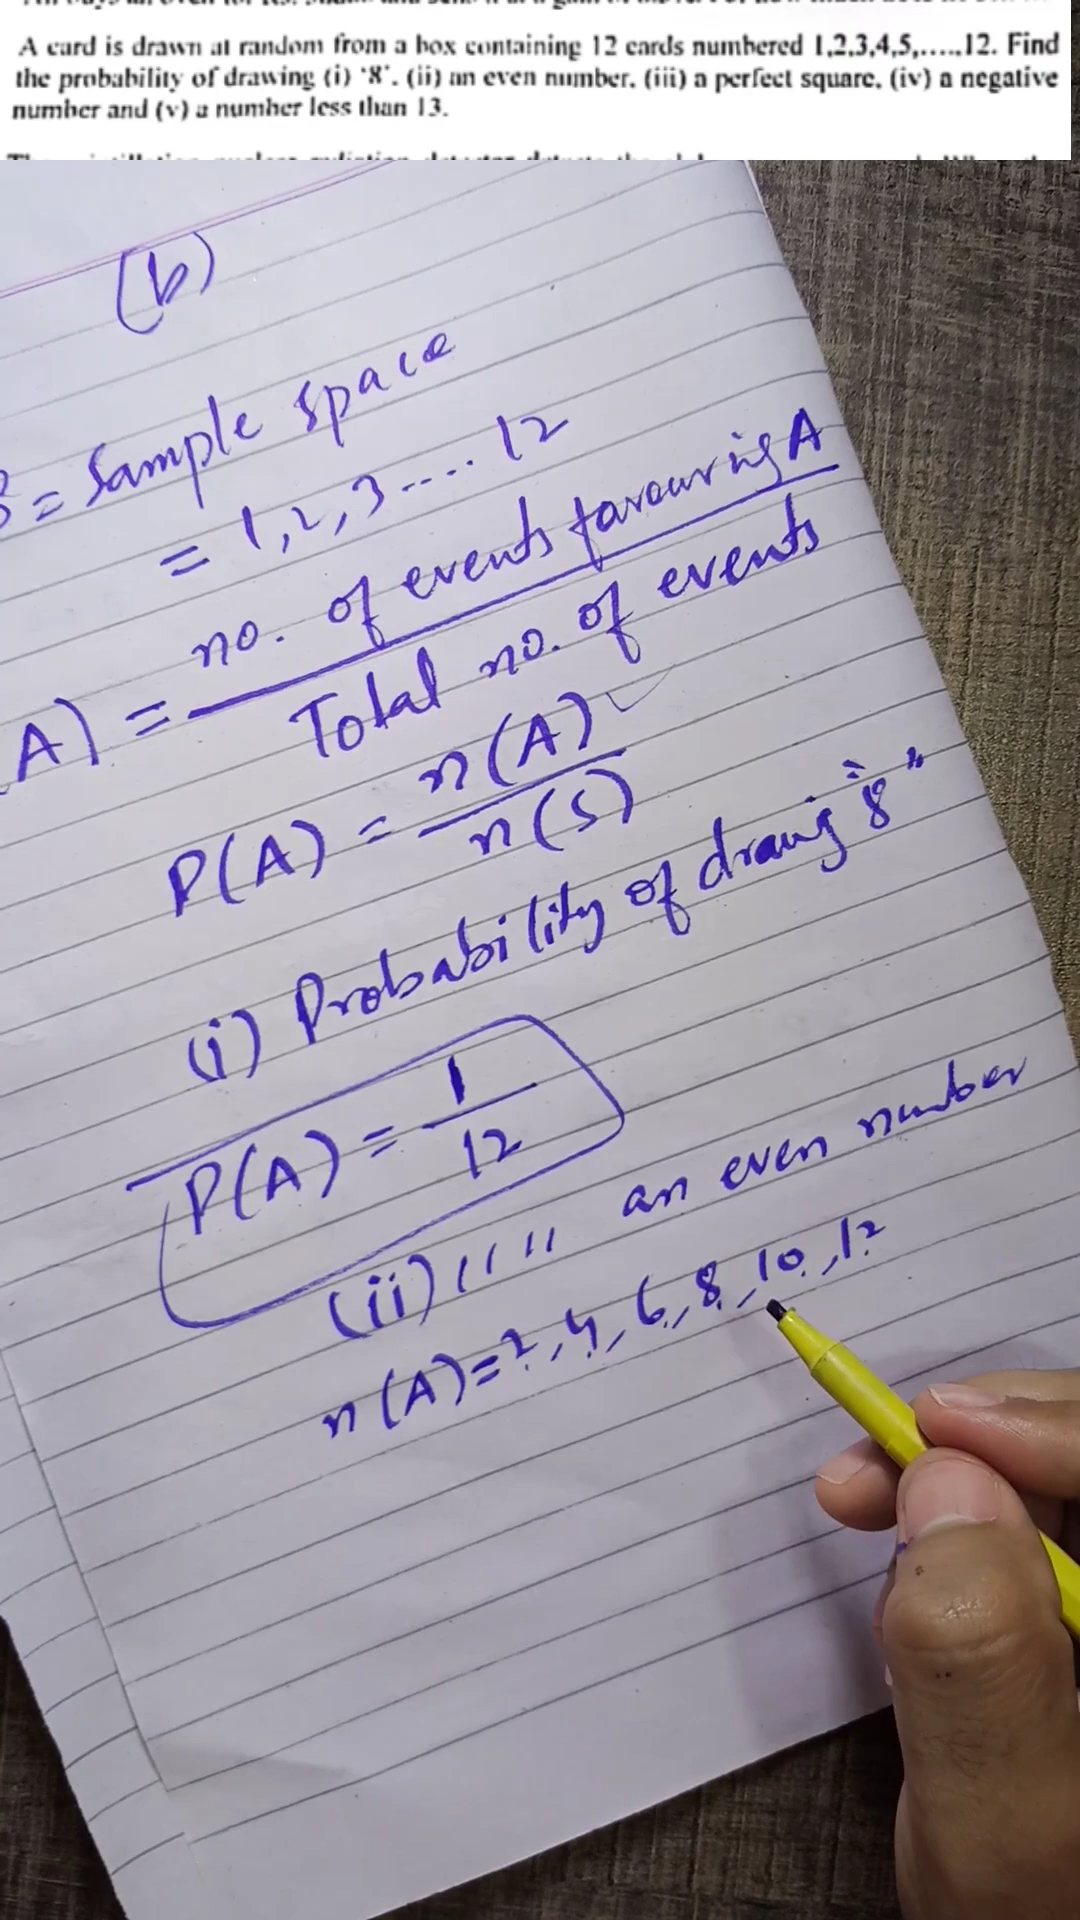 A card is drawn at random from a box containing 12 cards numbered 1,2,3,4,5,.....12. Find
the probability of drawing (i) '8', (ii) an even number, (iii) a perfect square, (iv) a negative
number and (v) a number less than 13.
(b)
= Sample space
= 1, 2, 3 .... 12
A) = no. of events favouring A
Total no. of events
P(A) = n(A)
n(S)
(i) Probability of drawig "8"
P(A) = 1
12
(ii) " " an even number
n(A) = 2, 4, 6, 8, 10, 12